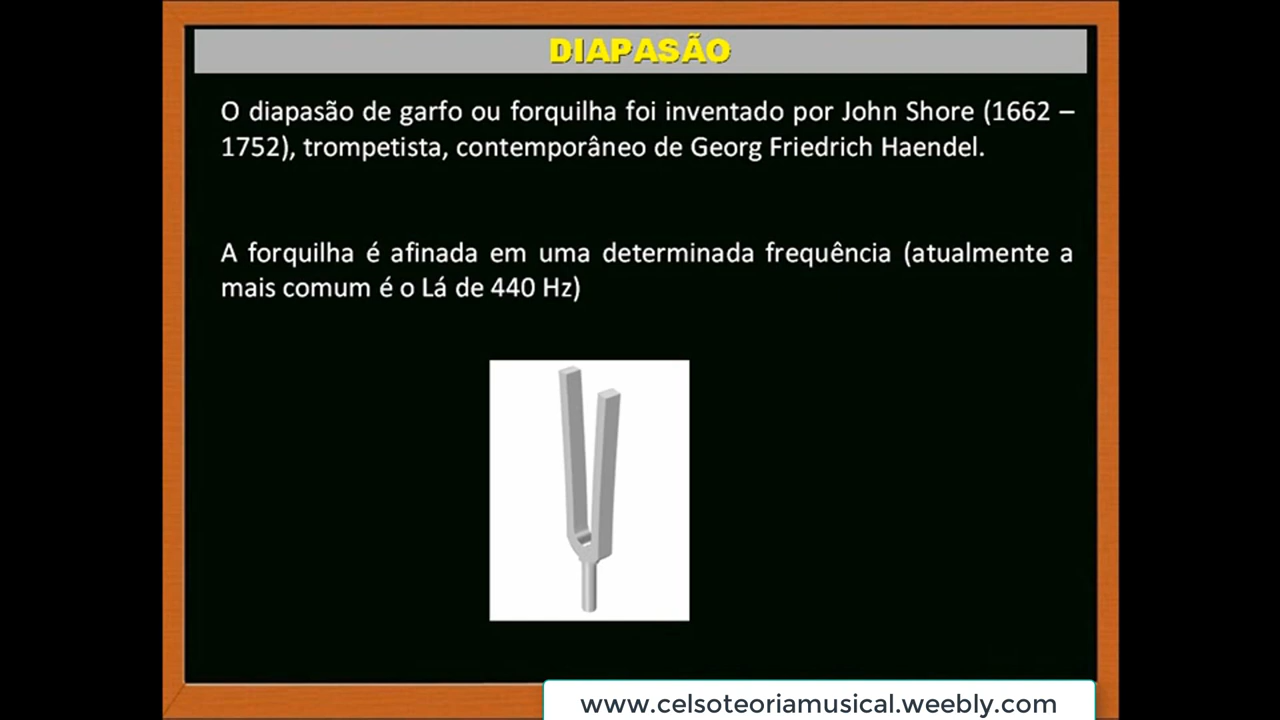 DIAPASÃO
O diapasão de garfo ou forquilha foi inventado por John Shore (1662 –
1752), trompetista, contemporâneo de Georg Friedrich Haendel.
A forquilha é afinada em uma determinada frequência (atualmente a
mais comum é o Lá de 440 Hz)
www.celsoteoriamusical.weebly.com